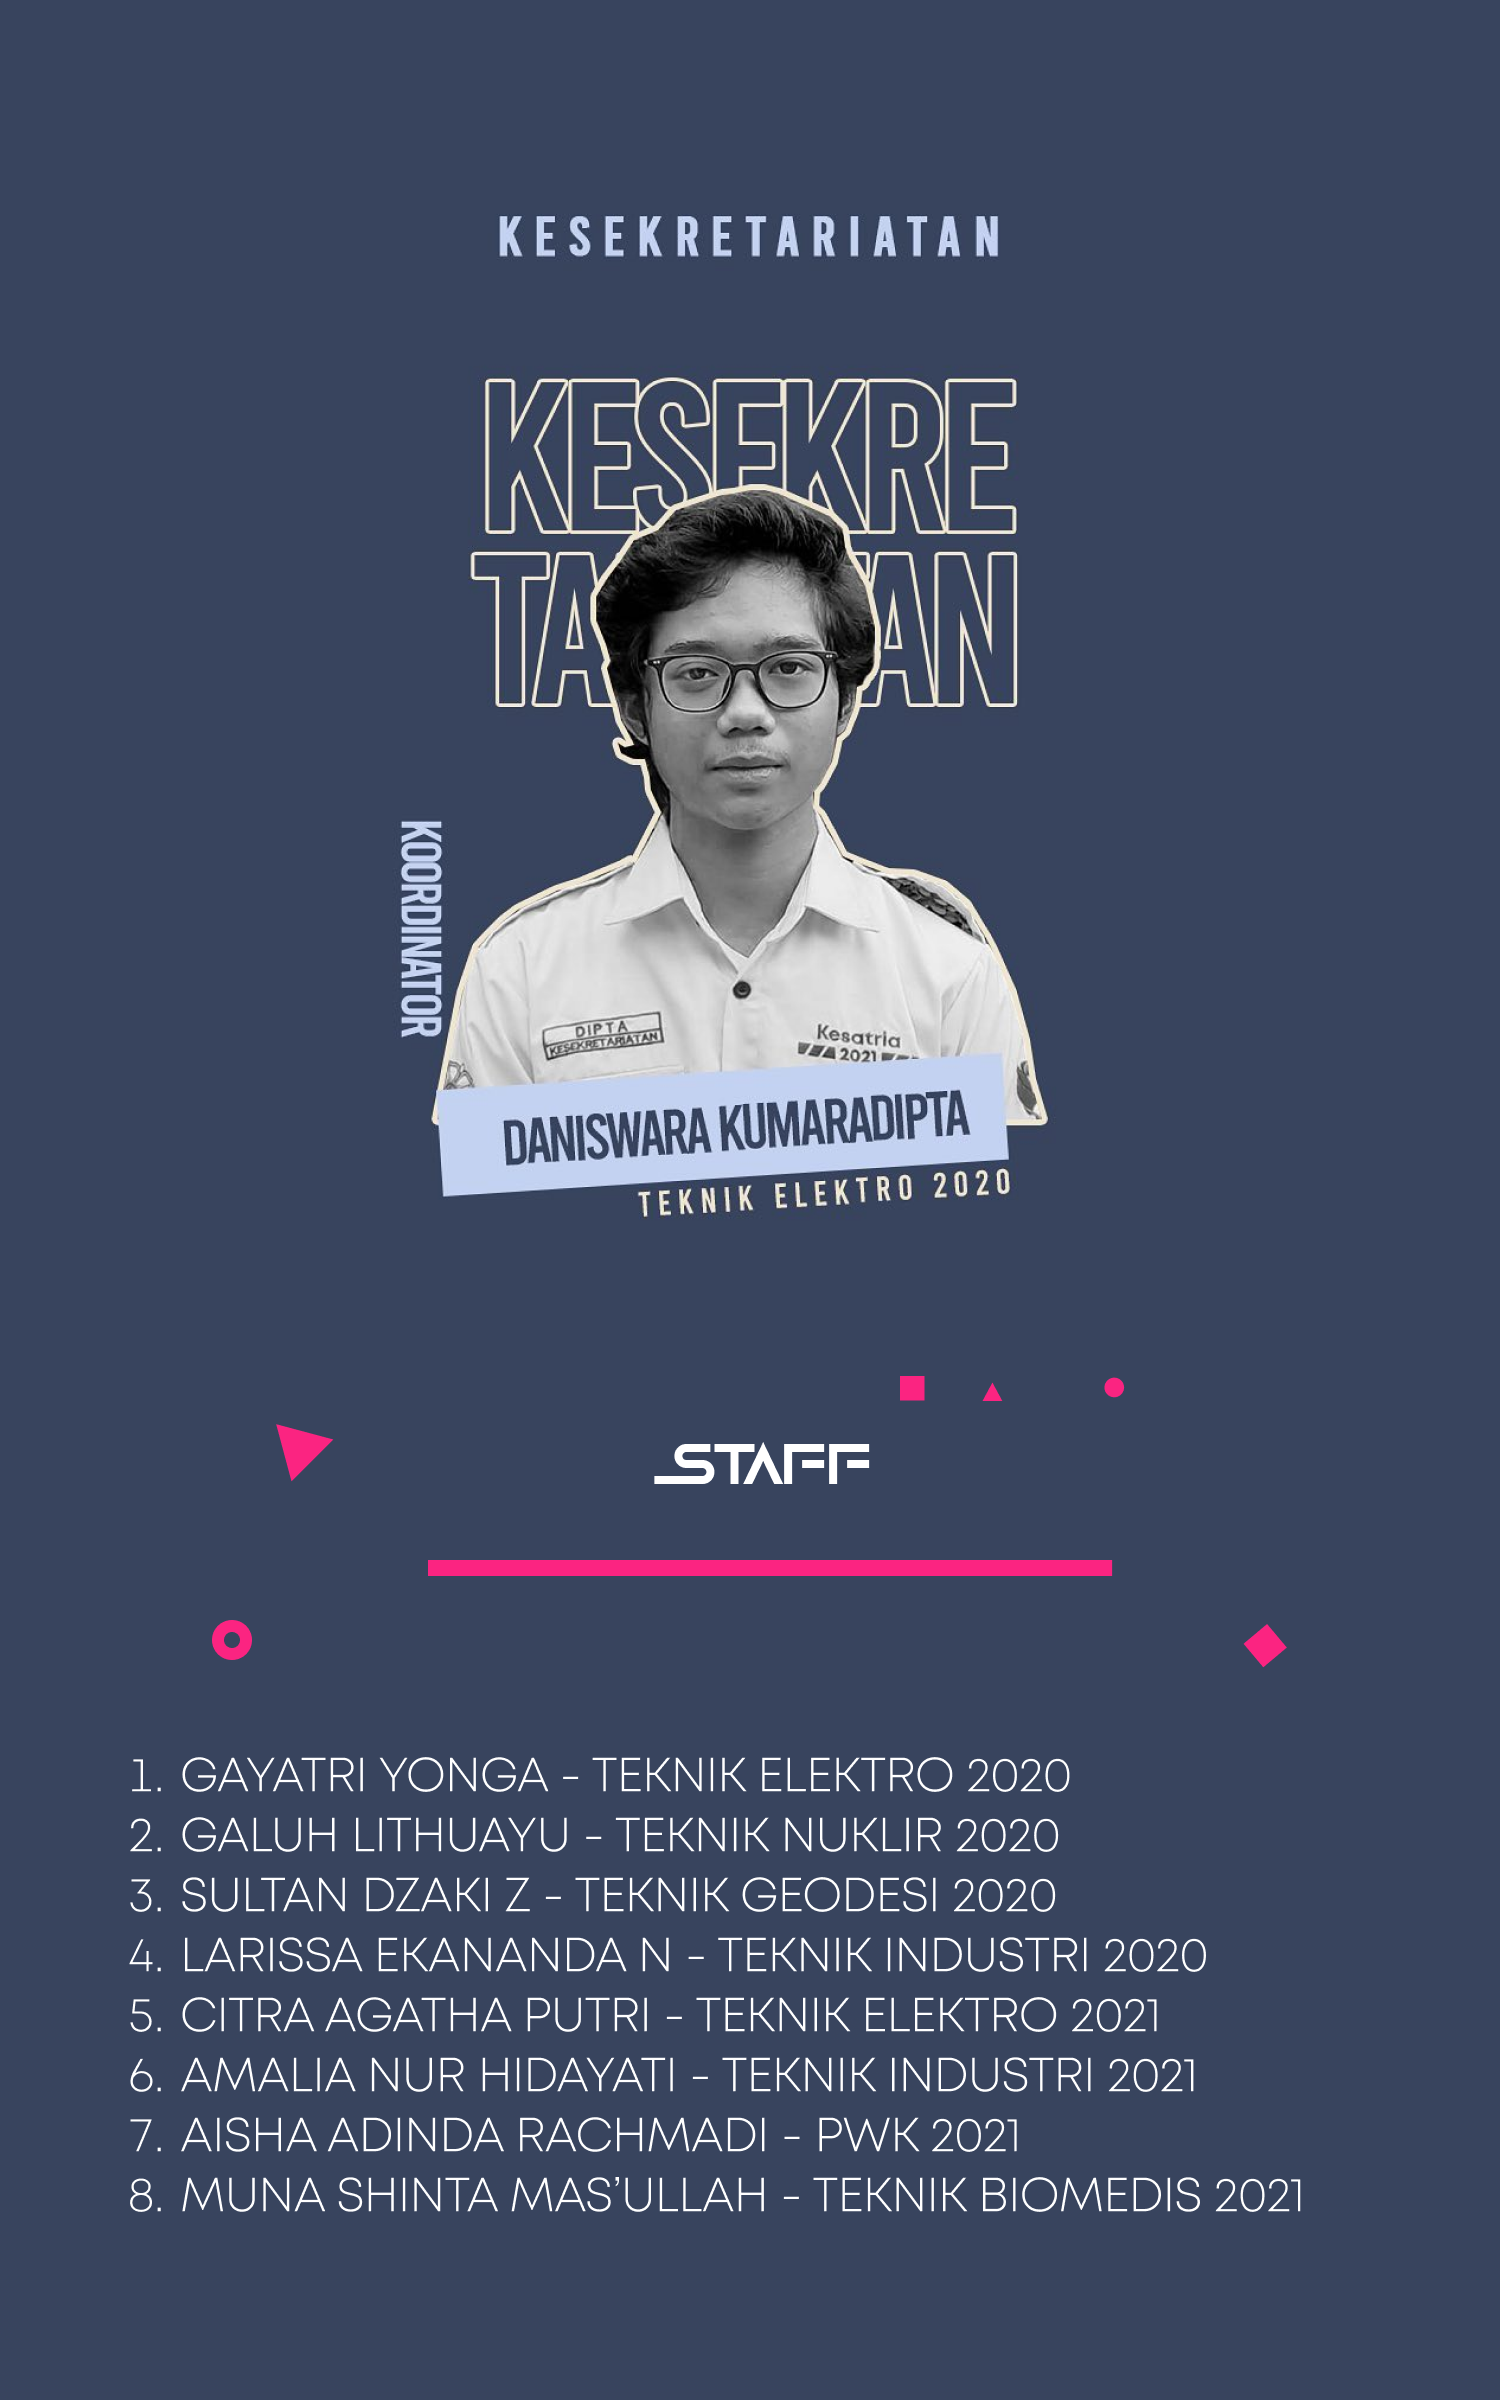 KESEKRETARIATAN
KESEKRE
KOORDINATOR
DIPTA
KESEKRETARIATAN
Kesatria
2021
DANISWARA KUMARADIPTA
TEKNIK ELEKTRO 2020
STAFF
1. GAYATRI YONGA - TEKNIK ELEKTRO 2020
2. GALUH LITHUAYU - TEKNIK NUKLIR 2020
3. SULTAN DZAKI Z - TEKNIK GEODESI 2020
4. LARISSA EKANANDA N - TEKNIK INDUSTRI 2020
5. CITRA AGATHA PUTRI - TEKNIK ELEKTRO 2021
6. AMALIA NUR HIDAYATI - TEKNIK INDUSTRI 2021
7. AISHA ADINDA RACHMADI - PWK 2021
8. MUNA SHINTA MAS’ULLAH - TEKNIK BIOMEDIS 2021